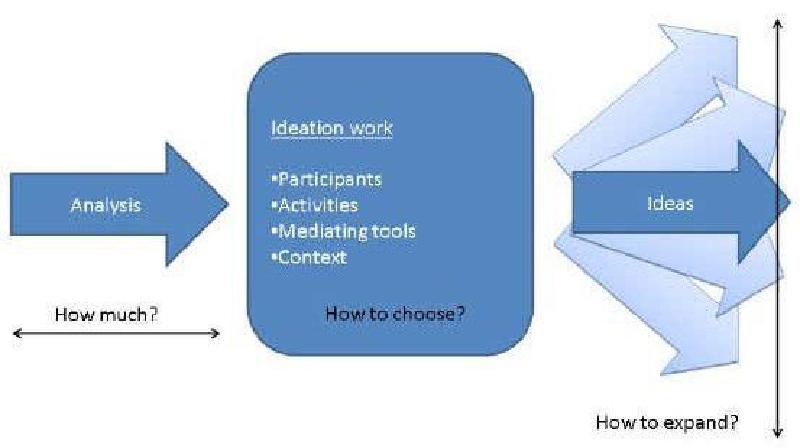 Analysis
How much?
Ideation work
•Participants
•Activities
•Mediating tools
•Context
How to choose?
Ideas
How to expand?